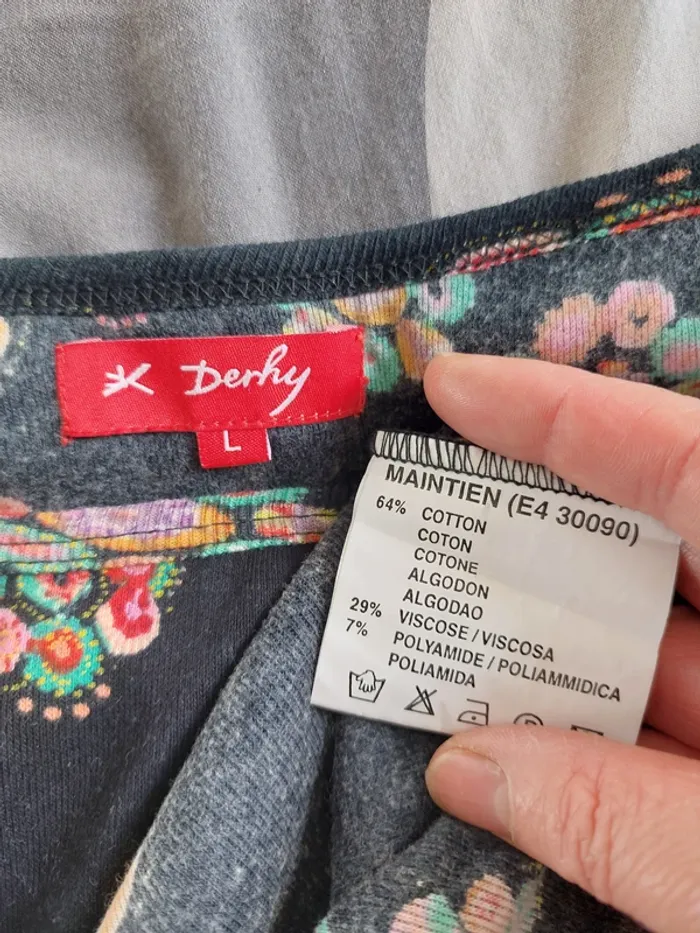 Derhy
L
MAINTIEN (E4 30090)
64% COTTON
COTON
COTONE
ALGODON
ALGODAO
29% VISCOSE / VISCOSA
7% POLYAMIDE / POLIAMMIDICA
POLIAMIDA